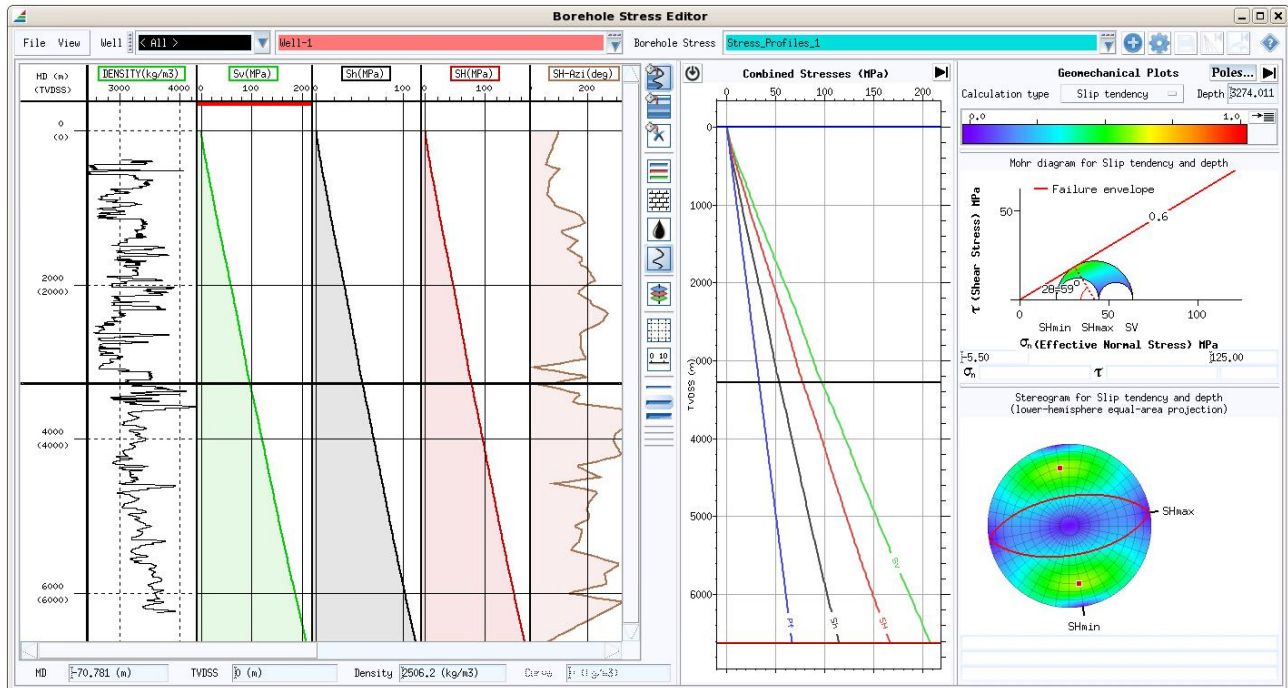 Borehole Stress Editor
File View Well < All > Well-1 Borehole Stress Stress_Profiles_1
MD (m)
(TVDSS)
DENSITY(kg/m3) Sv(MPa) Sh(MPa) SH(MPa) SH-Azi(deg)
3000 4000 0 100 200 0 100 0 100 200
0
(0)
2000
(2000)
4000
(4000)
6000
(6000)
0 10
MD -70.781 (m) TVDSS 0 (m) Density 2506.2 (kg/m3)
Combined Stresses (MPa)
0 50 100 150 200
0
1000
2000
3000
4000
5000
6000
TVDSS (m)
Pt Sh SH SV
Geomechanical Plots Poles...
Calculation type Slip tendency Depth 3274.011
0.0 1.0
Mohr diagram for Slip tendency and depth
Failure envelope
0.6
50
τ (Shear Stress) MPa
2θ=59°
0 50 100
SHmin SHmax SV
σn (Effective Normal Stress) MPa
-5.50 125.00
σn τ
Stereogram for Slip tendency and depth
(lower-hemisphere equal-area projection)
SHmax
SHmin